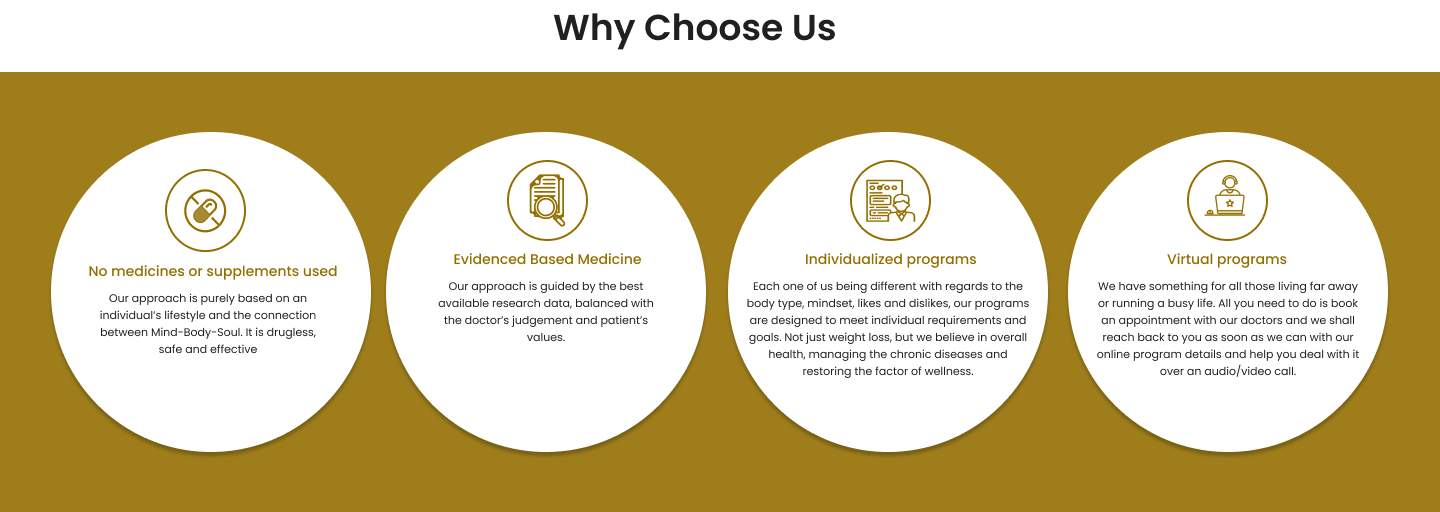 Why Choose Us
No medicines or supplements used
Our approach is purely based on an
individual's lifestyle and the connection
between Mind-Body-Soul. It is drugless,
safe and effective
Evidenced Based Medicine
Our approach is guided by the best
available research data, balanced with
the doctor's judgement and patient's
values.
Individualized programs
Each one of us being different with regards to the
body type, mindset, likes and dislikes, our programs
are designed to meet individual requirements and
goals. Not just weight loss, but we believe in overall
health, managing the chronic diseases and
restoring the factor of wellness.
Virtual programs
We have something for all those living far away
or running a busy life. All you need to do is book
an appointment with our doctors and we shall
reach back to you as soon as we can with our
online program details and help you deal with it
over an audio/video call.